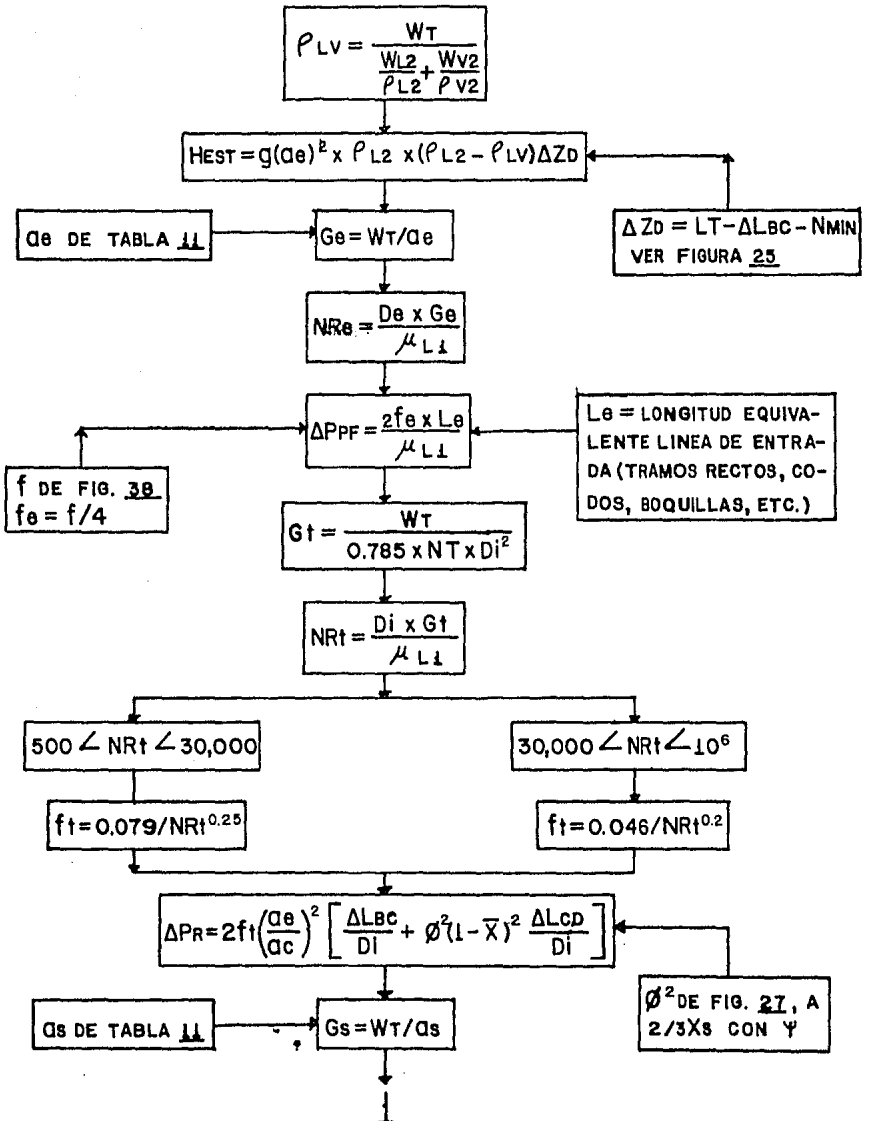 ρLV = WT / (WL2/ρL2 + WV2/ρV2)
HEST = g(ae)² x ρL2 x (ρL2 - ρLV)ΔZD
ae DE TABLA 11
Ge = WT/ae
ΔZD = LT - ΔLBC - NMIN
VER FIGURA 25
NRe = De x Ge / μL1
ΔPPF = 2fe x Le / μL1
Le = LONGITUD EQUIVA-
LENTE LINEA DE ENTRA-
DA (TRAMOS RECTOS, CO-
DOS, BOQUILLAS, ETC.)
f DE FIG. 38
fe = f/4
Gt = WT / 0.785 x NT x Di²
NRt = Di x Gt / μL1
500 ∠ NRt ∠ 30,000
30,000 ∠ NRt ∠ 10⁶
ft = 0.079/NRt^0.25
ft = 0.046/NRt^0.2
ΔPR = 2ft(ae/ac)² [ΔLBC/Di + Ø²(1-X̄)² ΔLCD/Di]
Ø² DE FIG. 27, A
2/3Xs CON Ψ
as DE TABLA 11
Gs = WT/as